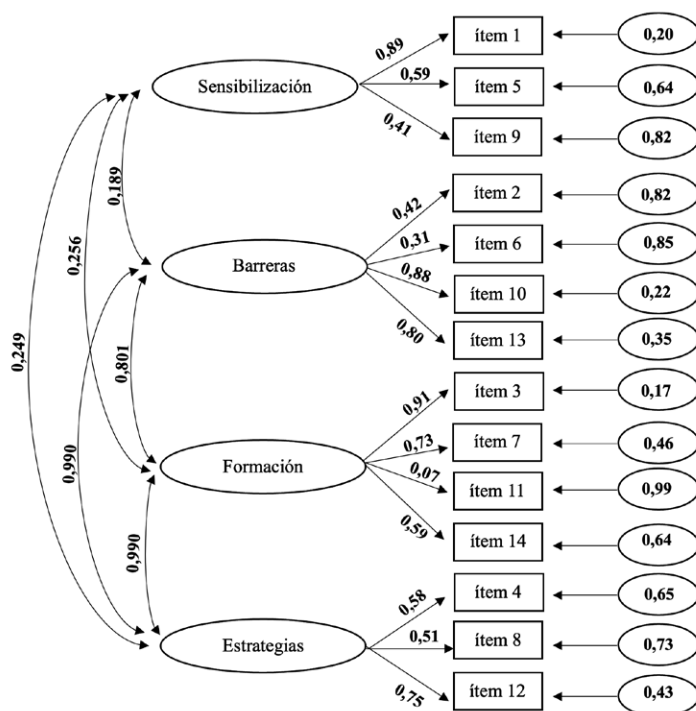 0,89
ítem 1
0,20
Sensibilización
0,59
ítem 5
0,64
0,41
ítem 9
0,82
0,189
0,42
ítem 2
0,82
0,256
0,31
ítem 6
0,85
Barreras
0,88
ítem 10
0,22
0,249
0,801
0,80
ítem 13
0,35
0,91
ítem 3
0,17
0,990
0,73
ítem 7
0,46
Formación
0,07
ítem 11
0,99
0,990
0,59
ítem 14
0,64
0,58
ítem 4
0,65
Estrategias
0,51
ítem 8
0,73
0,75
ítem 12
0,43